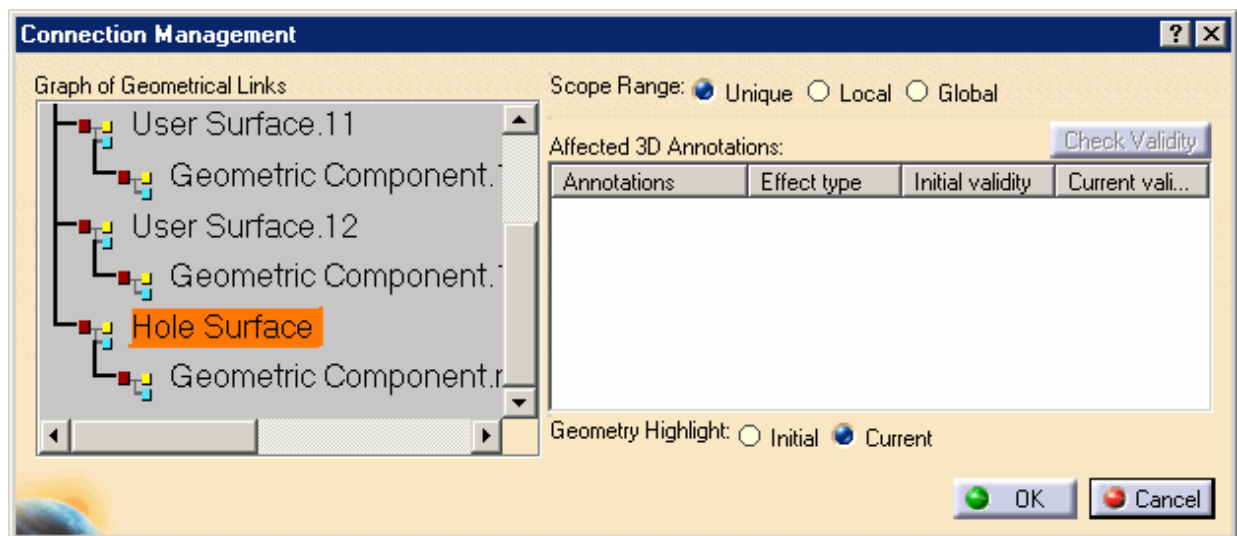 Connection Management
Graph of Geometrical Links
User Surface.11
Geometric Component.
User Surface.12
Geometric Component.
Hole Surface
Geometric Component.
Scope Range: Unique Local Global
Check Validity
Affected 3D Annotations:
Annotations Effect type Initial validity Current vali...
Geometry Highlight: Initial Current
OK Cancel